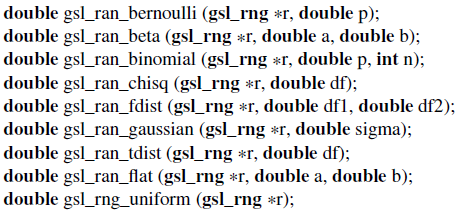 double gsl_ran_bernoulli (gsl_rng *r, double p);
double gsl_ran_beta (gsl_rng *r, double a, double b);
double gsl_ran_binomial (gsl_rng *r, double p, int n);
double gsl_ran_chisq (gsl_rng *r, double df);
double gsl_ran_fdist (gsl_rng *r, double df1, double df2);
double gsl_ran_gaussian (gsl_rng *r, double sigma);
double gsl_ran_tdist (gsl_rng *r, double df);
double gsl_ran_flat (gsl_rng *r, double a, double b);
double gsl_rng_uniform (gsl_rng *r);